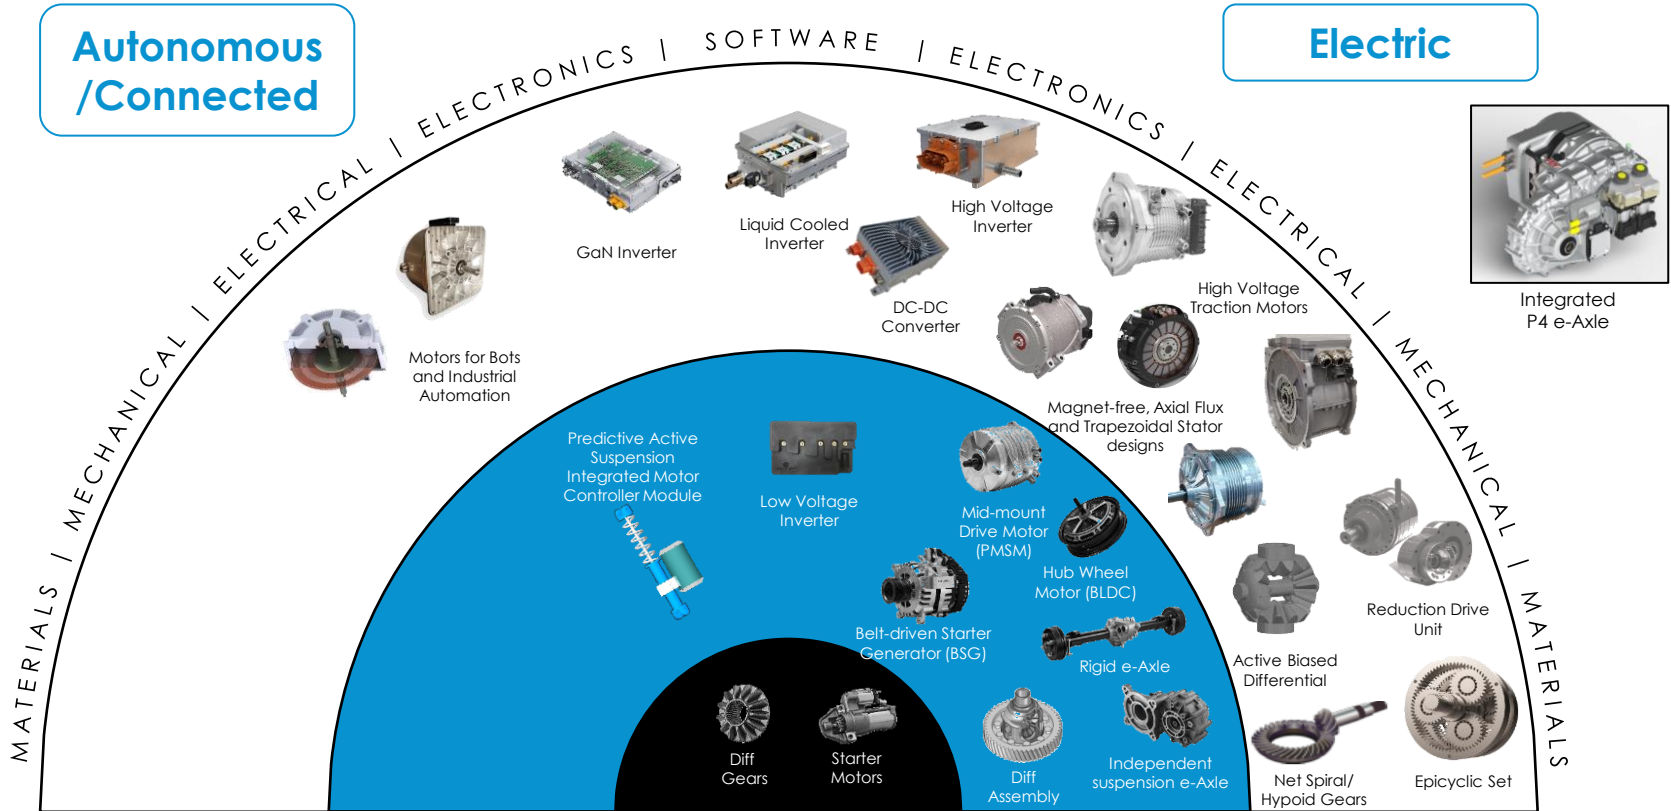 Autonomous
/Connected
Electric
MATERIALS | MECHANICAL | ELECTRICAL | ELECTRONICS | SOFTWARE | ELECTRONICS | ELECTRICAL | MECHANICAL | MATERIALS
GaN Inverter
Liquid Cooled
Inverter
High Voltage
Inverter
DC-DC
Converter
High Voltage
Traction Motors
Integrated
P4 e-Axle
Motors for Bots
and Industrial
Automation
Magnet-free, Axial Flux
and Trapezoidal Stator
designs
Predictive Active
Suspension
Integrated Motor
Controller Module
Low Voltage
Inverter
Mid-mount
Drive Motor
(PMSM)
Hub Wheel
Motor (BLDC)
Belt-driven Starter
Generator (BSG)
Rigid e-Axle
Reduction Drive
Unit
Active Biased
Differential
Diff
Gears
Starter
Motors
Diff
Assembly
Independent
suspension e-Axle
Net Spiral/
Hypoid Gears
Epicyclic Set